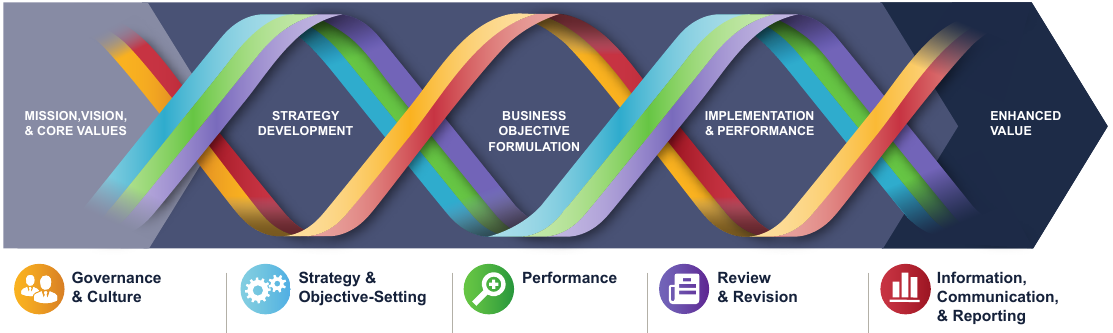 MISSION,VISION,
& CORE VALUES
STRATEGY
DEVELOPMENT
BUSINESS
OBJECTIVE
FORMULATION
IMPLEMENTATION
& PERFORMANCE
ENHANCED
VALUE
Governance
& Culture
Strategy &
Objective-Setting
Performance
Review
& Revision
Information,
Communication,
& Reporting